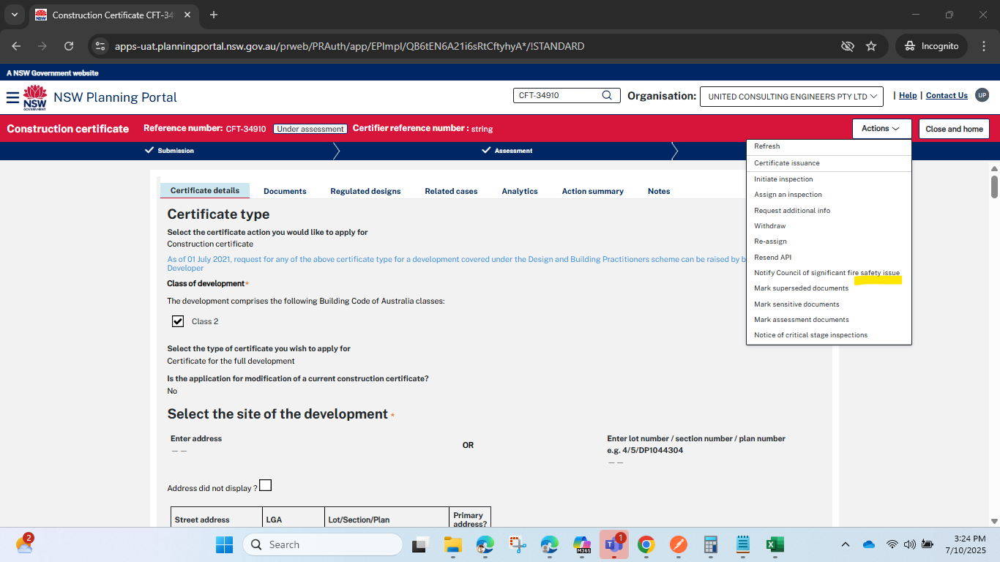 Construction Certificate CFT-34
apps-uat.planningportal.nsw.gov.au/prweb/PRAuth/app/EPImpl/QB6tEN6A21i6sRtCftyhyA*/!STANDARD
Incognito
A NSW Government website
NSW
GOVERNMENT
NSW Planning Portal
CFT-34910
Organisation:
UNITED CONSULTING ENGINEERS PTY LTD
| Help | Contact Us
UP
Construction certificate
Reference number: CFT-34910
Under assessment
Certifier reference number : string
Actions
Close and home
Submission
Assessment
Refresh
Certificate issuance
Initiate inspection
Assign an inspection
Request additional info
Withdraw
Re-assign
Resend API
Notify Council of significant fire safety issue
Mark superseded documents
Mark sensitive documents
Mark assessment documents
Notice of critical stage inspections
Certificate details
Documents
Regulated designs
Related cases
Analytics
Action summary
Notes
Certificate type
Select the certificate action you would like to apply for
Construction certificate
As of 01 July 2021, request for any of the above certificate type for a development covered under the Design and Building Practitioners scheme can be raised by
Developer
Class of development*
The development comprises the following Building Code of Australia classes:
Class 2
Select the type of certificate you wish to apply for
Certificate for the full development
Is the application for modification of a current construction certificate?
No
Select the site of the development *
Enter address
— —
OR
Enter lot number / section number / plan number
e.g. 4/5/DP1044304
— —
Address did not display ?
Street address
LGA
Lot/Section/Plan
Primary
address?
2
Search
M365
1
3:24 PM
7/10/2025